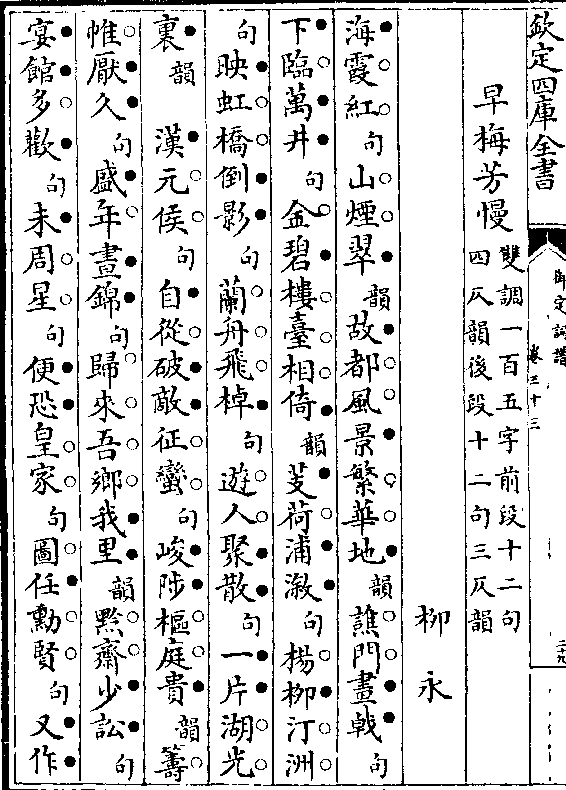 欽定四庫全書
御定詞譜
卷三十三
早梅芳慢
雙調一百五字前段十二句
四仄韻後段十二句三仄韻
柳永
海霞紅句山煙翠韻故都風景繁華地韻譙門畫戟句
下臨萬井句金碧樓臺相倚韻芰荷浦溆句楊柳汀洲
句映虹橋倒影句蘭舟飛棹句遊人聚散句一片湖光
裏韻 漢元侯句自從破敵征蠻句峻陟樞庭貴韻籌
帷厭久句盛年晝錦句歸來吾鄉我里韻黔齋少訟句
宴館多歡句未周星句便恐皇家句圖任勳賢句又作